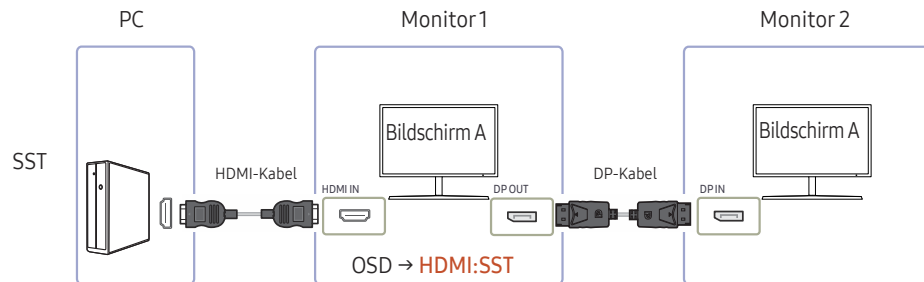 PC
Monitor 1
Monitor 2
SST
HDMI-Kabel
HDMI IN
Bildschirm A
DP OUT
DP-Kabel
DP IN
Bildschirm A
OSD → HDMI:SST